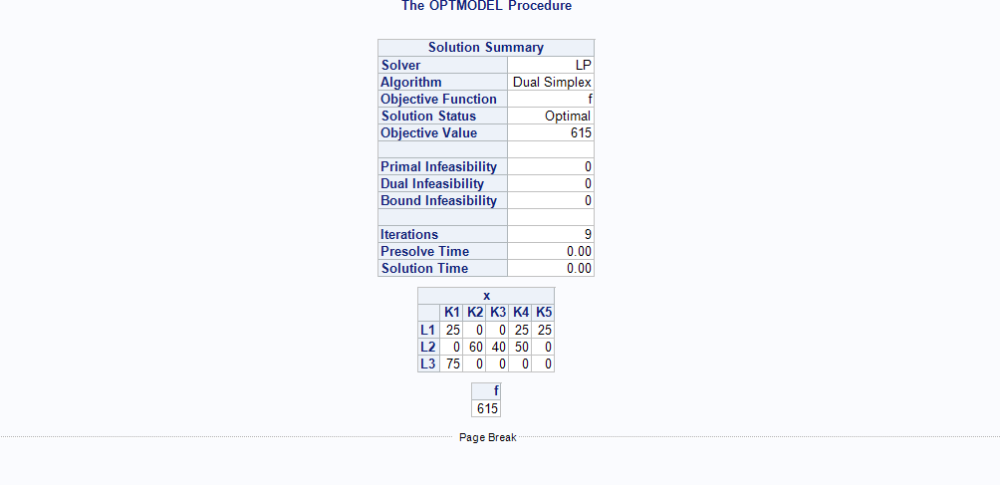 The OPTMODEL Procedure
Solution Summary
Solver LP
Algorithm Dual Simplex
Objective Function f
Solution Status Optimal
Objective Value 615
Primal Infeasibility 0
Dual Infeasibility 0
Bound Infeasibility 0
Iterations 9
Presolve Time 0.00
Solution Time 0.00
x
K1 K2 K3 K4 K5
L1 25 0 0 25 25
L2 0 60 40 50 0
L3 75 0 0 0 0
f
615
Page Break